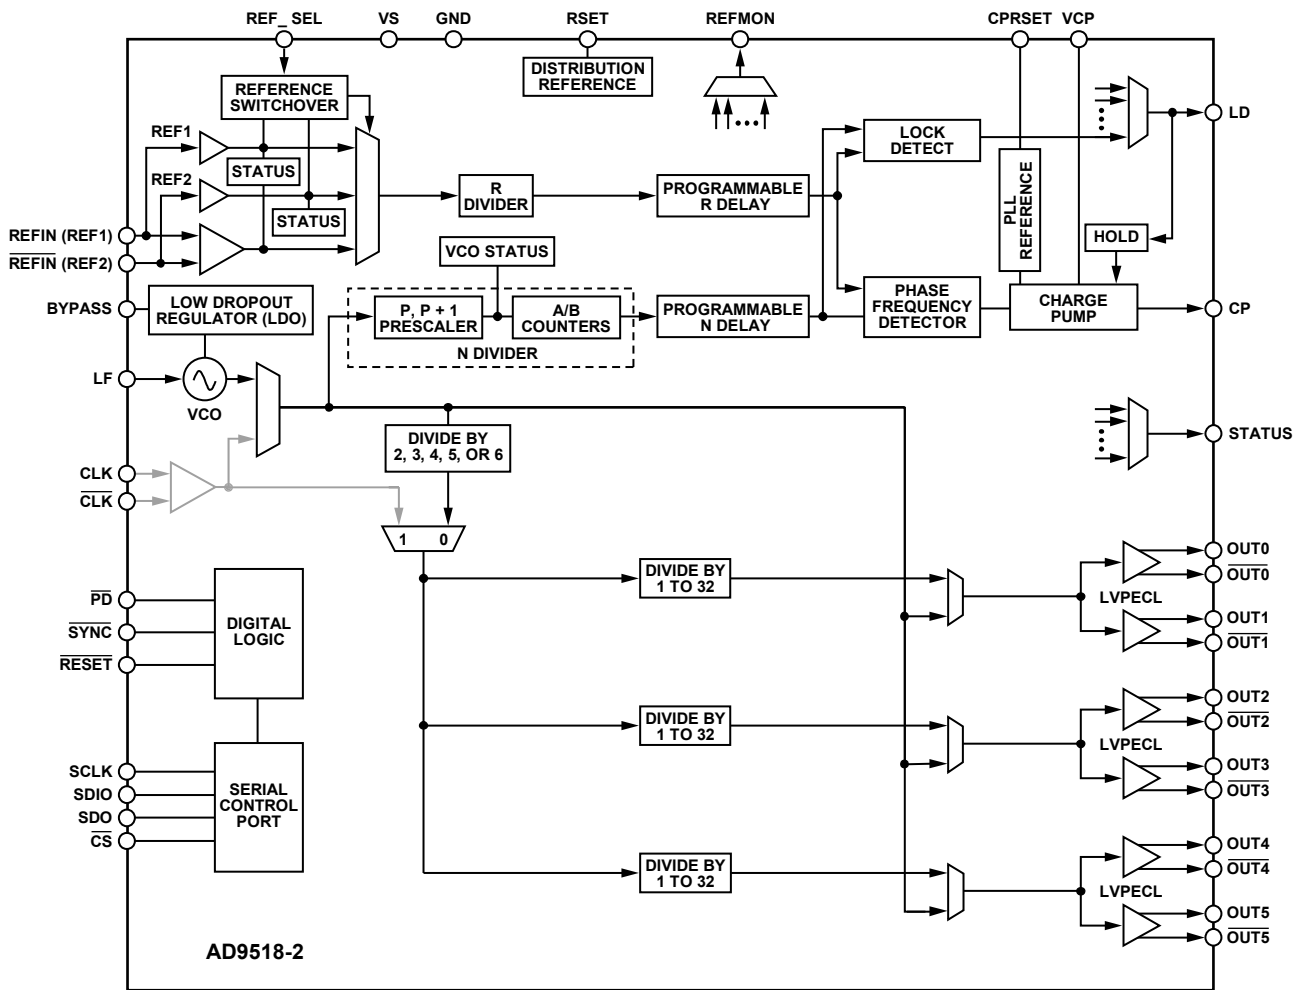 REF_ SEL
VS
GND
RSET
REFMON
CPRSET
VCP
DISTRIBUTION
REFERENCE
REFERENCE
SWITCHOVER
REF1
STATUS
REF2
STATUS
R
DIVIDER
PROGRAMMABLE
R DELAY
LOCK
DETECT
PLL
REFERENCE
LD
HOLD
REFIN (REF1)
REFIN (REF2)
BYPASS
LOW DROPOUT
REGULATOR (LDO)
VCO STATUS
P, P + 1
PRESCALER
A/B
COUNTERS
N DIVIDER
PROGRAMMABLE
N DELAY
PHASE
FREQUENCY
DETECTOR
CHARGE
PUMP
CP
LF
VCO
DIVIDE BY
2, 3, 4, 5, OR 6
STATUS
CLK
CLK
1 0
DIVIDE BY
1 TO 32
LVPECL
OUT0
OUT0
OUT1
OUT1
PD
SYNC
RESET
DIGITAL
LOGIC
DIVIDE BY
1 TO 32
LVPECL
OUT2
OUT2
OUT3
OUT3
SCLK
SDIO
SDO
CS
SERIAL
CONTROL
PORT
DIVIDE BY
1 TO 32
LVPECL
OUT4
OUT4
OUT5
OUT5
AD9518-2